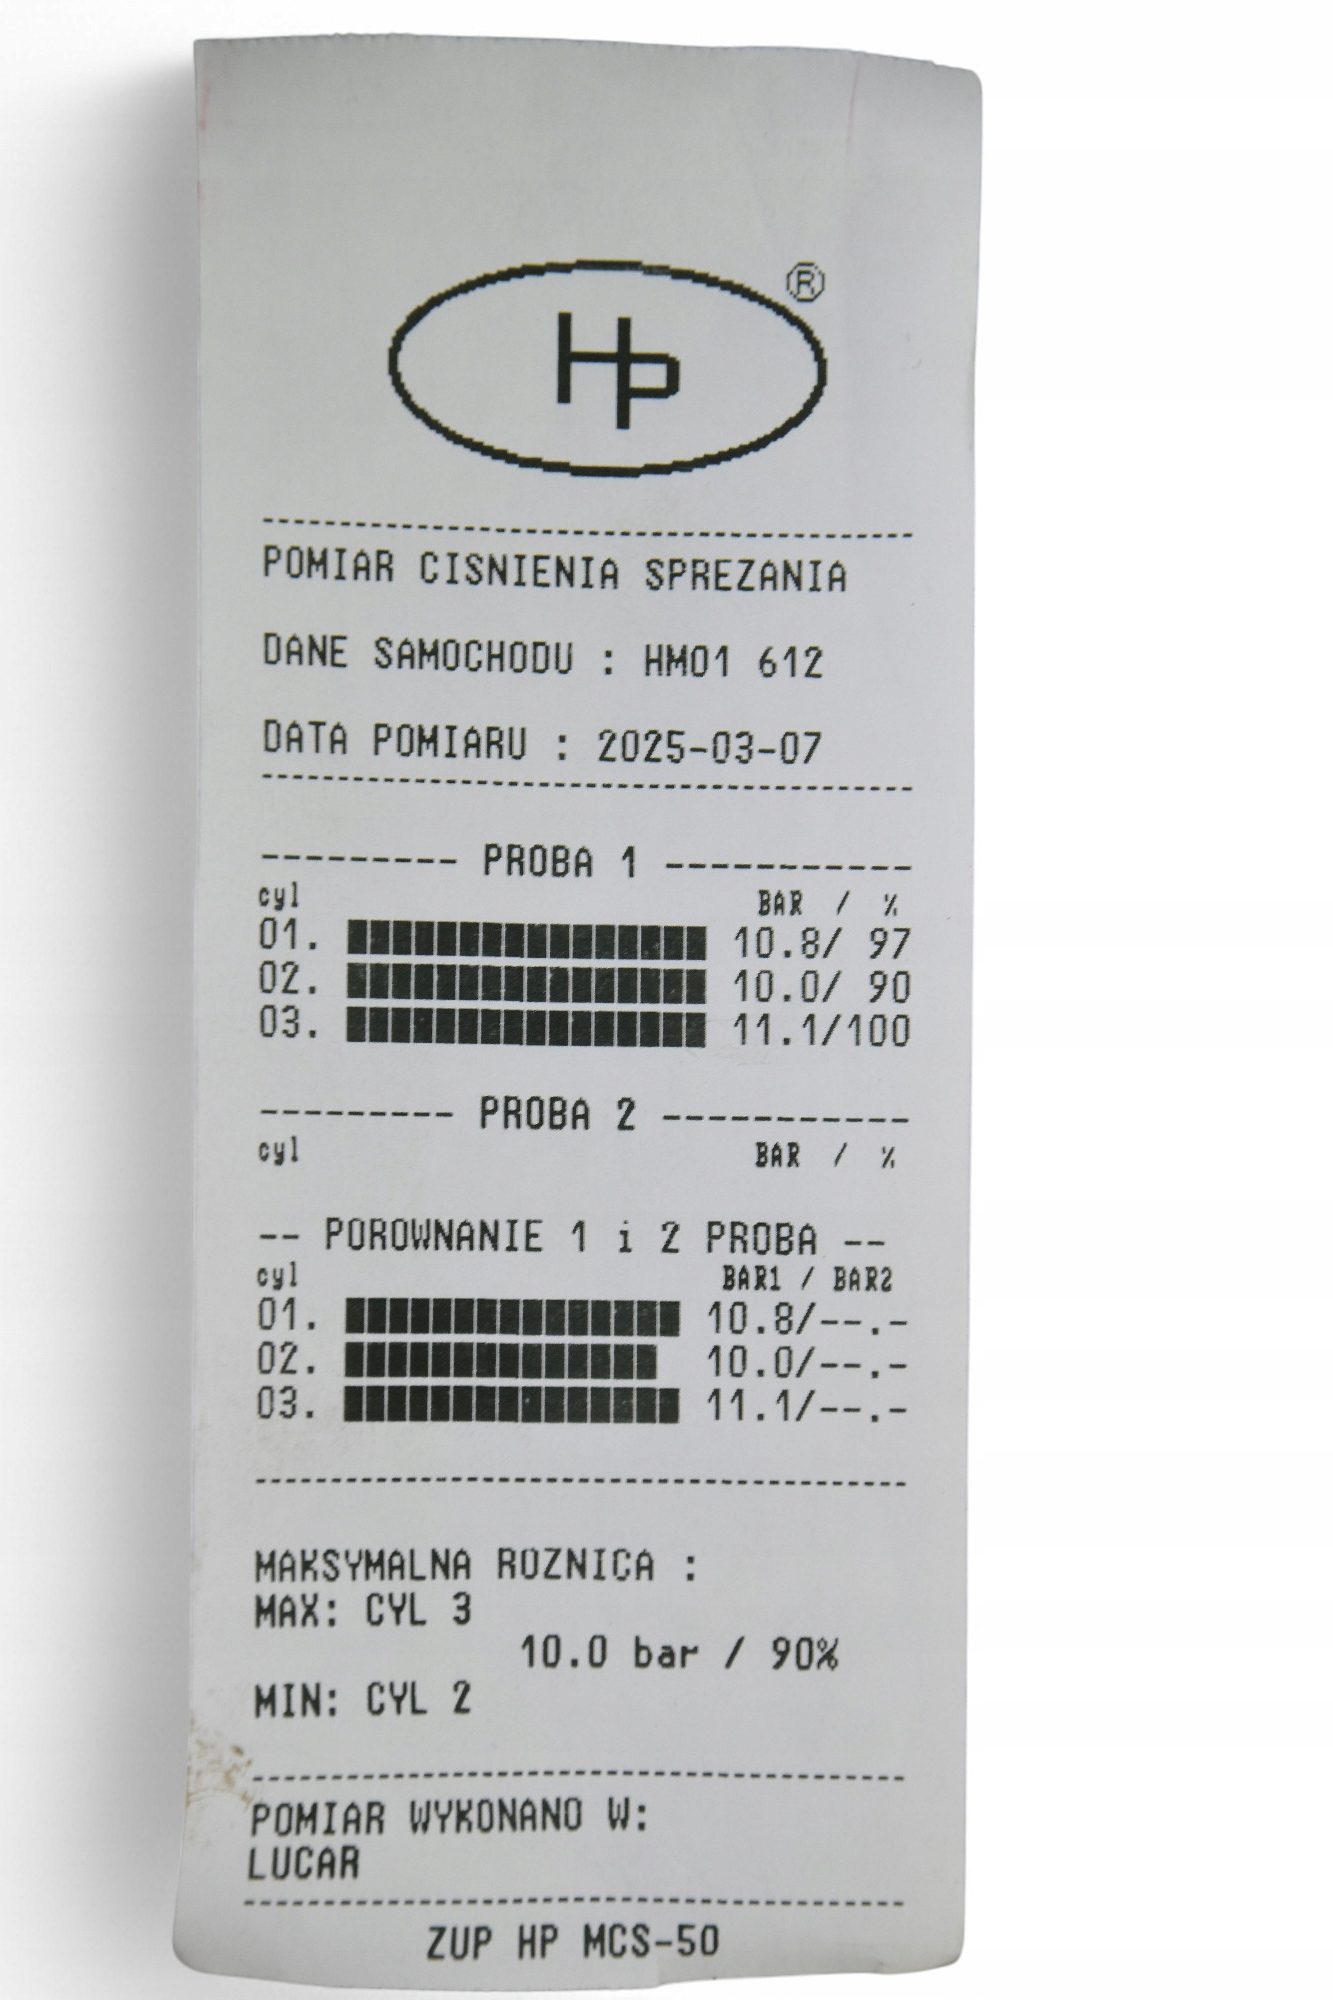 HP ®
POMIAR CISNIENIA SPREZANIA
DANE SAMOCHODU : HM01 612
DATA POMIARU : 2025-03-07
--------- PROBA 1 -----------
cyl BAR / %
01. 10.8/ 97
02. 10.0/ 90
03. 11.1/100
--------- PROBA 2 -----------
cyl BAR / %
-- POROWNANIE 1 i 2 PROBA --
cyl BAR1 / BAR2
01. 10.8/--.-
02. 10.0/--.-
03. 11.1/--.-
MAKSYMALNA ROZNICA :
MAX: CYL 3
10.0 bar / 90%
MIN: CYL 2
POMIAR WYKONANO W:
LUCAR
ZUP HP MCS-50